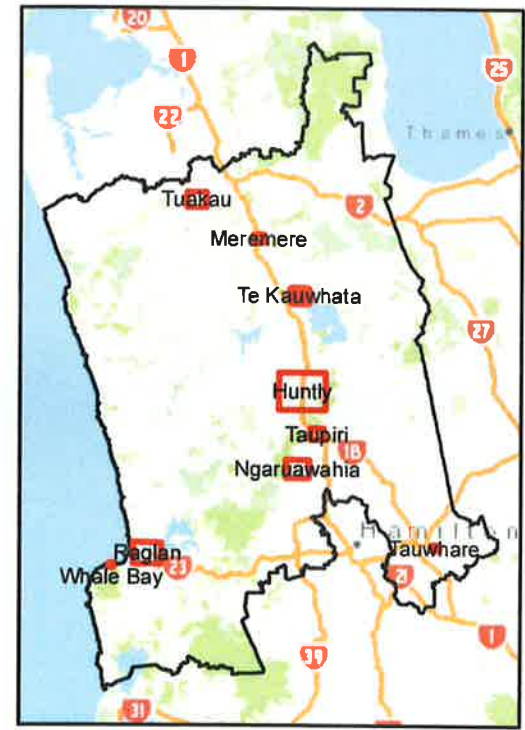 20
1
25
22
Thames
Tuakau
2
Meremere
Te Kauwhata
27
Huntly
Taupiri
1B
Ngaruawahia
Hamilton
Tauwhare
Raglan
Whale Bay
23
21
1
39
31
3